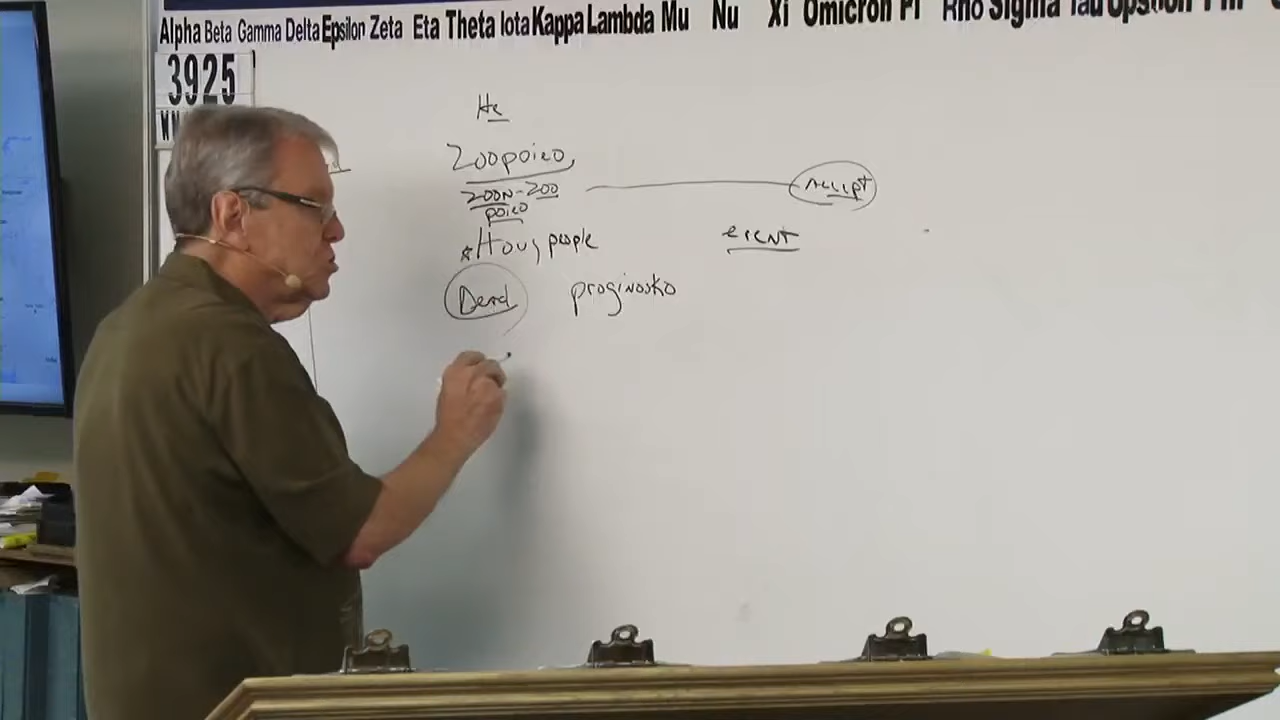 Alpha Beta Gamma Delta Epsilon Zeta Eta Theta Iota Kappa Lambda Mu Nu Xi Omicron Pi Rho Sigma Tau Upsilon
3925
He
Zoopoieo,
zoon-zoo
poieo
Accept
people
event
Dead
proginosko